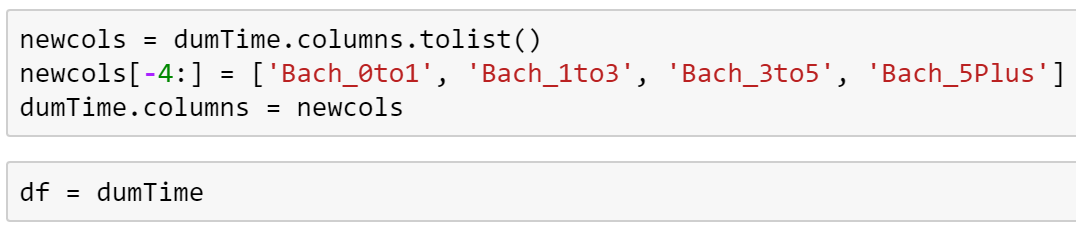 newcols = dumTime.columns.tolist()
newcols[-4:] = ['Bach_0to1', 'Bach_1to3', 'Bach_3to5', 'Bach_5Plus']
dumTime.columns = newcols
df = dumTime